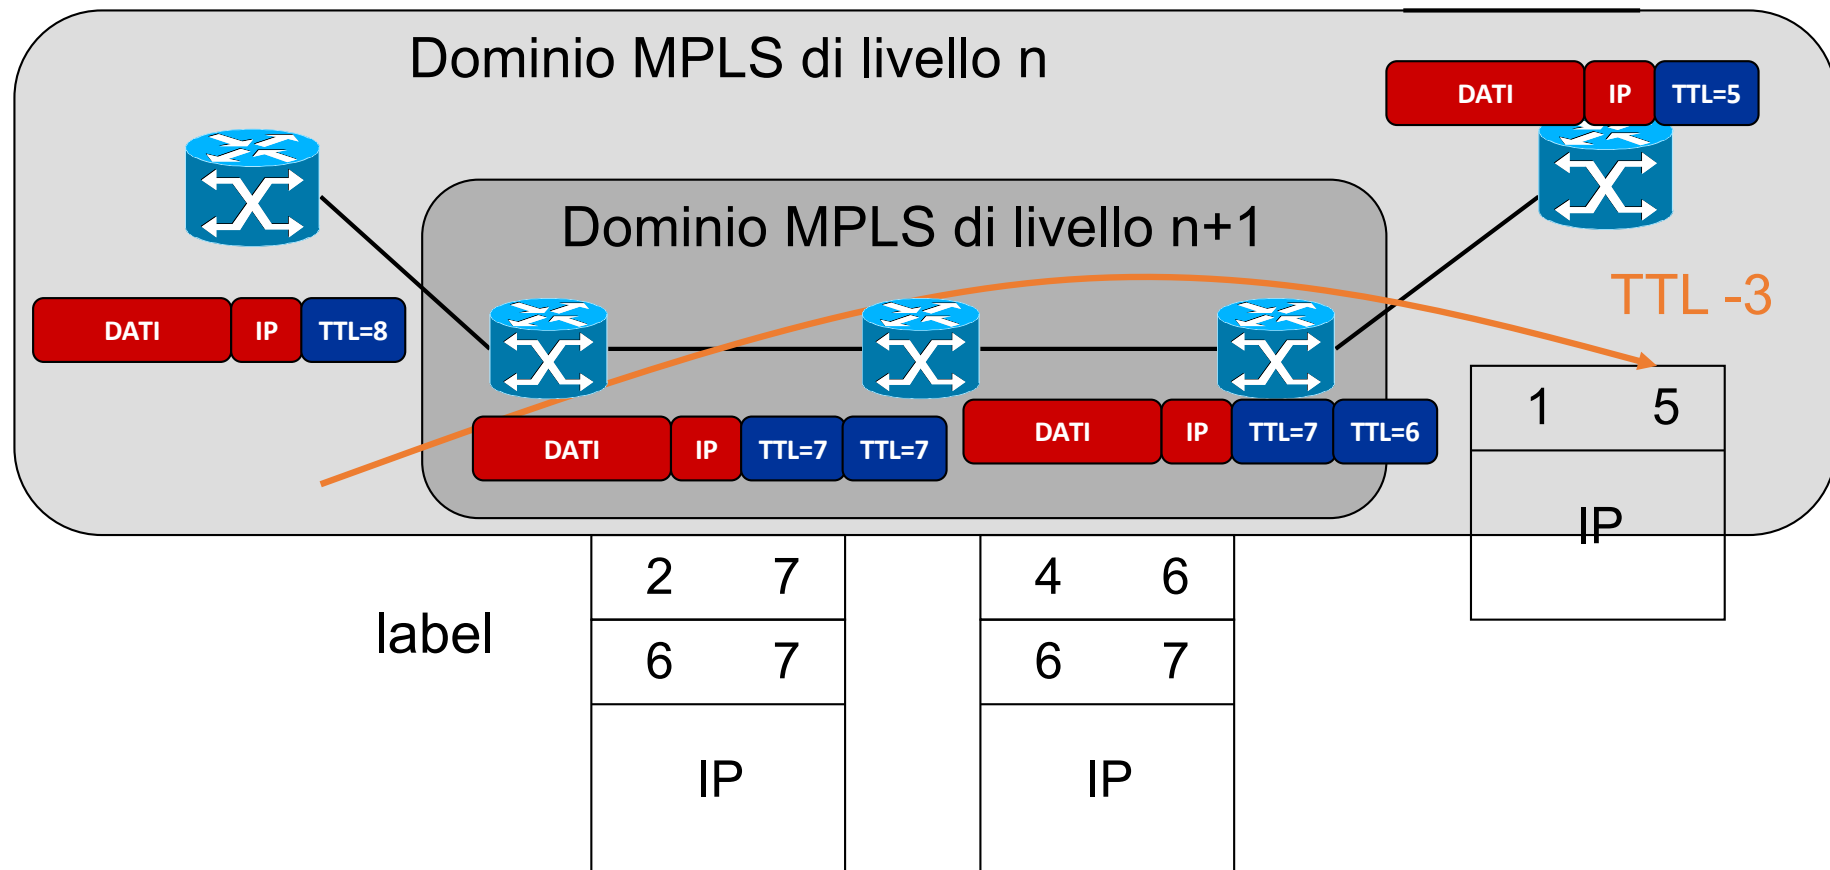 Dominio MPLS di livello n
DATI IP TTL=5
Dominio MPLS di livello n+1
TTL -3
DATI IP TTL=8
1 5
IP
DATI IP TTL=7 TTL=7
DATI IP TTL=7 TTL=6
label
2 7
6 7
IP
4 6
6 7
IP